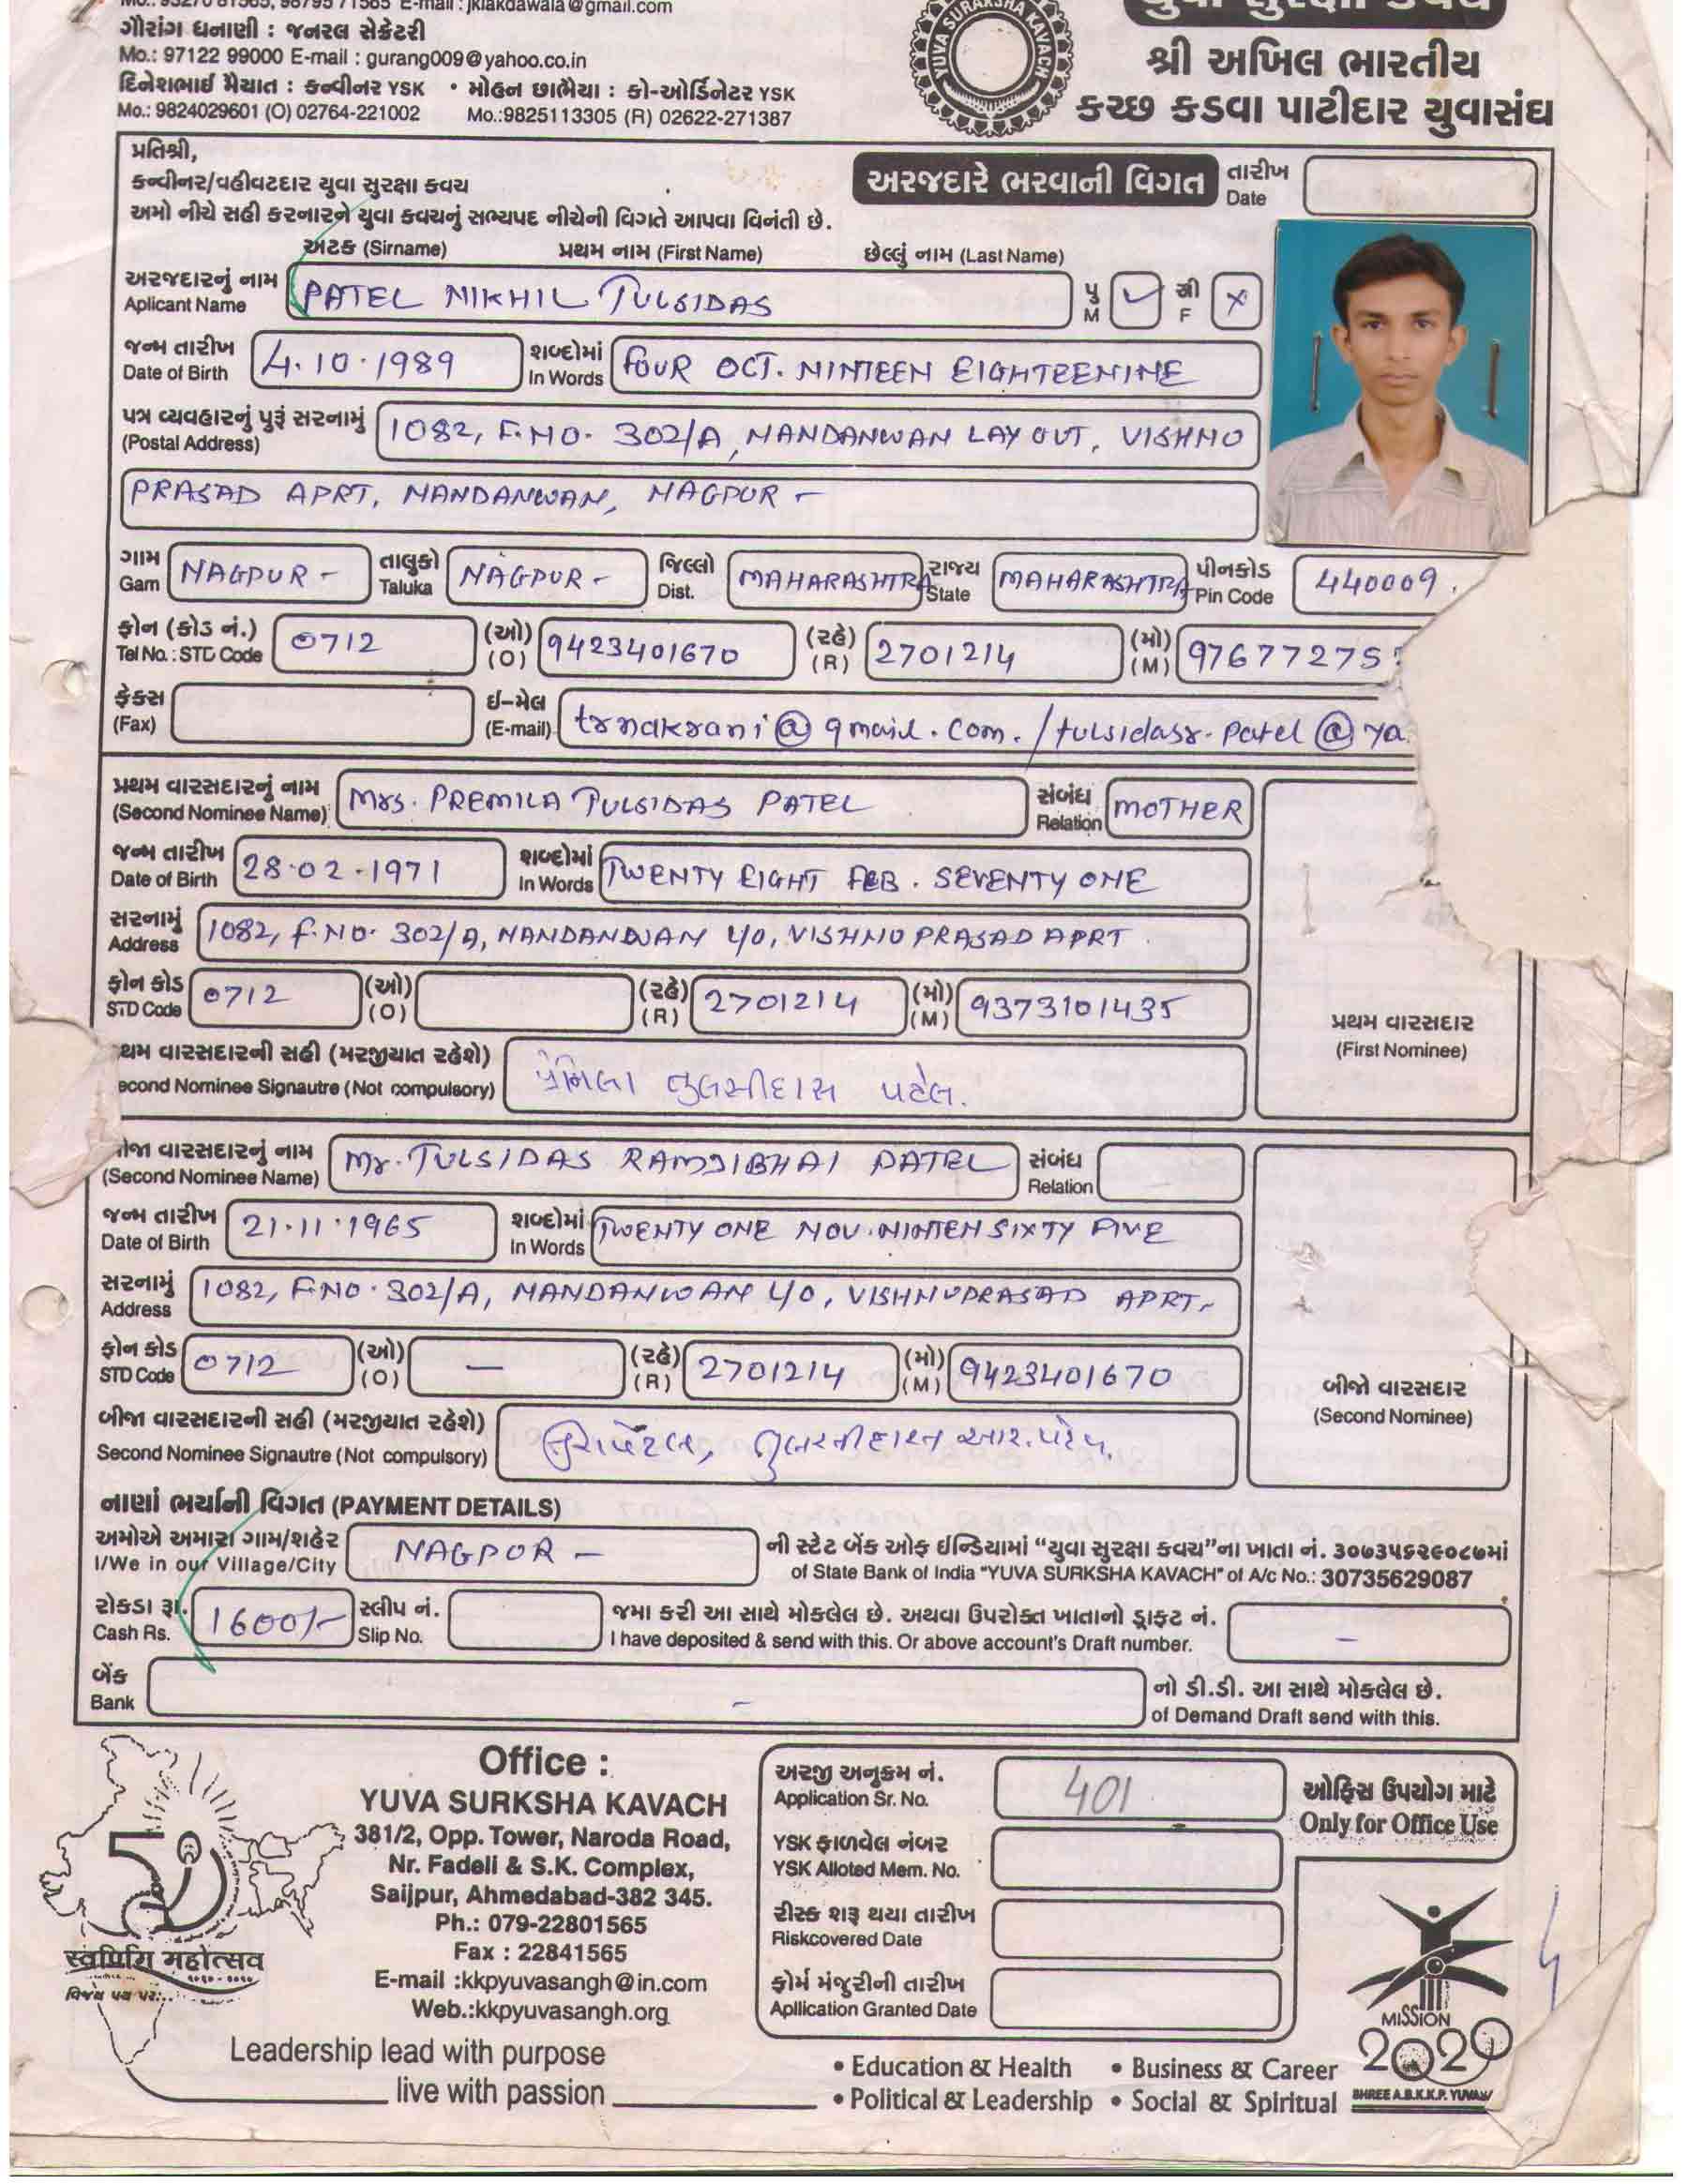 Mo.: 93270 81565, 98795 71565 E-mail : jklakdawala@gmail.com
ગૌરાંગ ધનાણી : જનરલ સેક્રેટરી
Mo.: 97122 99000 E-mail : gurang009@yahoo.co.in
દિનેશભાઈ મૈયાત : કન્વીનર YSK • મોહન છાભૈયા : કો-ઓર્ડિનેટર YSK
Mo.: 9824029601 (O) 02764-221002 Mo.:9825113305 (R) 02622-271387
YUVA SURAKSHA KAVACH
યુવા સુરક્ષા કવચ
શ્રી અખિલ ભારતીય
કચ્છ કડવા પાટીદાર યુવાસંઘ
પ્રતિશ્રી,
કન્વીનર/વહીવટદાર યુવા સુરક્ષા કવચ
અમો નીચે સહી કરનારને યુવા કવચનું સભ્યપદ નીચેની વિગતે આપવા વિનંતી છે.
અરજદારે ભરવાની વિગત
તારીખ
Date
અટક (Sirname) પ્રથમ નામ (First Name) છેલ્લું નામ (Last Name)
અરજદારનું નામ
Aplicant Name PATEL NIKHIL TULSIDAS પુ M ✓ સ્ત્રી F ×
જન્મ તારીખ
Date of Birth 4.10.1989 શબ્દોમાં In Words FOUR OCT. NINTEEN EIGHTEENINE
પત્ર વ્યવહારનું પુરૂં સરનામું
(Postal Address) 1082, F.NO. 302/A, NANDANWAN LAYOUT, VISHNU
PRASAD APRT, NANDANWAN, NAGPUR -
ગામ તાલુકો જિલ્લો રાજ્ય પીનકોડ
Gam NAGPUR - Taluka NAGPUR - Dist. MAHARASHTRA State MAHARASHTRA Pin Code 440009.
ફોન (કોડ નં.) (ઓ) (રહે) (મો)
Tel No. : STD Code 0712 (O) 9423401670 (R) 2701214 (M) 976777275
ફેક્સ ઈ-મેલ
(Fax) (E-mail) trnakrani@gmail.com. / tulsidasr.patel@ya
પ્રથમ વારસદારનું નામ સંબંધ
(Second Nominee Name) Mrs. PREMILA TULSIDAS PATEL Relation MOTHER
જન્મ તારીખ શબ્દોમાં
Date of Birth 28.02.1971 In Words TWENTY EIGHT FEB. SEVENTY ONE
સરનામું
Address 1082, F.NO. 302/A, NANDANWAN L/O, VISHNU PRASAD APRT.
ફોન કોડ (ઓ) (રહે) (મો)
STD Code 0712 (O) (R) 2701214 (M) 9373101435
થમ વારસદારની સહી (મરજીયાત રહેશે)
econd Nominee Signautre (Not compulsory) પ્રેમિલા તુલસીદાસ પટેલ.
પ્રથમ વારસદાર
(First Nominee)
વારસદારનું નામ સંબંધ
(Second Nominee Name) Mr. TULSIDAS RAMJIBHAI PATEL Relation
જન્મ તારીખ શબ્દોમાં
Date of Birth 21.11.1965 In Words TWENTY ONE NOV. NINTEN SIXTY FIVE
સરનામું
Address 1082, F.NO. 302/A, NANDANWAN L/O, VISHNUPRASAD APRT.
ફોન કોડ (ઓ) (રહે) (મો)
STD Code 0712 (O) — (R) 2701214 (M) 9423401670
બીજા વારસદારની સહી (મરજીયાત રહેશે)
Second Nominee Signautre (Not compulsory) તુલસીદાસ આર. પટેલ.
બીજો વારસદાર
(Second Nominee)
નાણાં ભર્યાની વિગત (PAYMENT DETAILS)
અમોએ અમારા ગામ/શહેર ની સ્ટેટ બેંક ઓફ ઈન્ડિયામાં “યુવા સુરક્ષા કવચ”ના ખાતા નં. ૩૦૭૩૫૬૨૯૦૮૭માં
I/We in our Village/City NAGPUR - of State Bank of India "YUVA SURKSHA KAVACH" of A/c No.: 30735629087
રોકડા રૂા. સ્લીપ નં. જમા કરી આ સાથે મોકલેલ છે. અથવા ઉપરોક્ત ખાતાનો ડ્રાફ્ટ નં.
Cash Rs. 1600/- Slip No. I have deposited & send with this. Or above account's Draft number. –
બેંક નો ડી.ડી. આ સાથે મોકલેલ છે.
Bank – of Demand Draft send with this.
50
स्वर्णिम महोत्सव
Office :
YUVA SURKSHA KAVACH
381/2, Opp. Tower, Naroda Road,
Nr. Fadeli & S.K. Complex,
Saijpur, Ahmedabad-382 345.
Ph.: 079-22801565
Fax : 22841565
E-mail :kkpyuvasangh@in.com
Web.:kkpyuvasangh.org
અરજી અનુક્રમ નં.
Application Sr. No. 401
YSK ફાળવેલ નંબર
YSK Alloted Mem. No.
રીસ્ક શરૂ થયા તારીખ
Riskcovered Date
ફોર્મ મંજુરીની તારીખ
Apllication Granted Date
ઓફિસ ઉપયોગ માટે
Only for Office Use
MISSION
2020
SHREE A.B.K.K.P. YUVA
Leadership lead with purpose
live with passion
• Education & Health • Business & Career
• Political & Leadership • Social & Spiritual